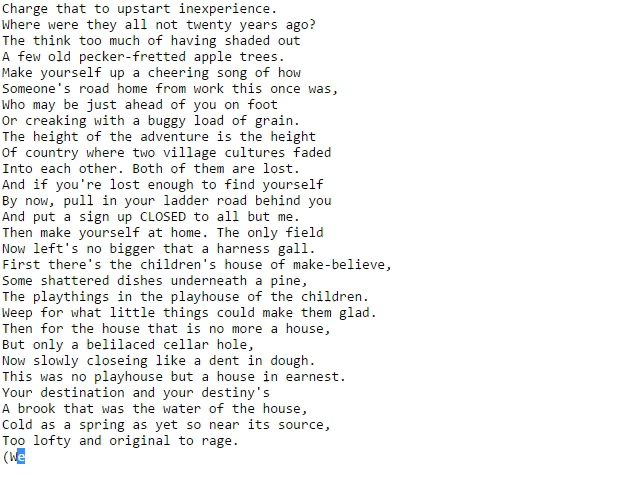 Charge that to upstart inexperience.
Where were they all not twenty years ago?
The think too much of having shaded out
A few old pecker-fretted apple trees.
Make yourself up a cheering song of how
Someone's road home from work this once was,
Who may be just ahead of you on foot
Or creaking with a buggy load of grain.
The height of the adventure is the height
Of country where two village cultures faded
Into each other. Both of them are lost.
And if you're lost enough to find yourself
By now, pull in your ladder road behind you
And put a sign up CLOSED to all but me.
Then make yourself at home. The only field
Now left's no bigger that a harness gall.
First there's the children's house of make-believe,
Some shattered dishes underneath a pine,
The playthings in the playhouse of the children.
Weep for what little things could make them glad.
Then for the house that is no more a house,
But only a belilaced cellar hole,
Now slowly closeing like a dent in dough.
This was no playhouse but a house in earnest.
Your destination and your destiny's
A brook that was the water of the house,
Cold as a spring as yet so near its source,
Too lofty and original to rage.
(We